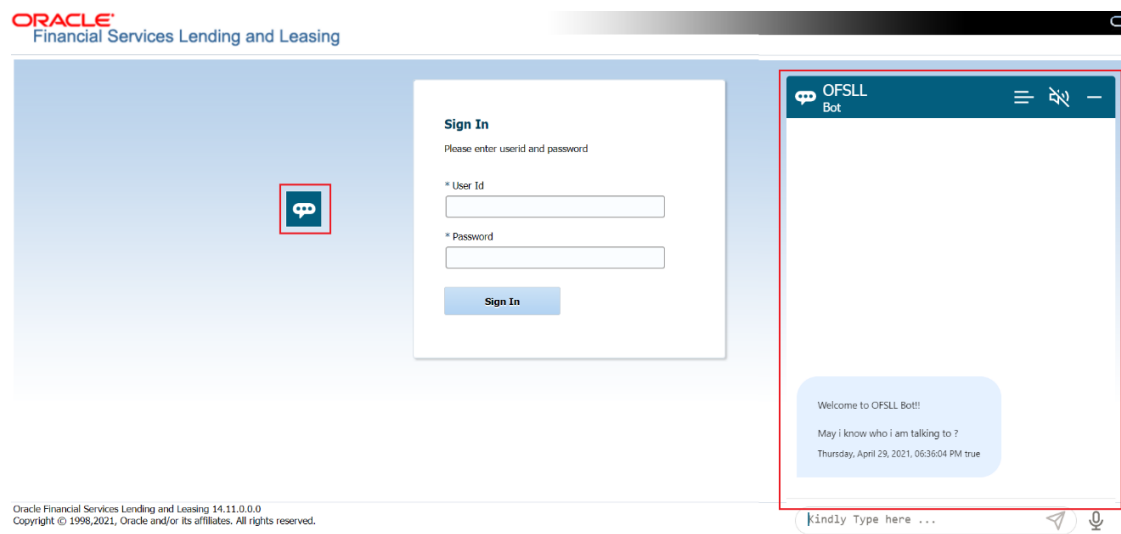 ORACLE
Financial Services Lending and Leasing
Sign In
Please enter userid and password
* User Id
* Password
Sign In
OFSLL
Bot
Welcome to OFSLL Bot!!
May i know who i am talking to ?
Thursday, April 29, 2021, 06:36:04 PM true
Kindly Type here ...
Oracle Financial Services Lending and Leasing 14.11.0.0.0
Copyright © 1998,2021, Oracle and/or its affiliates. All rights reserved.